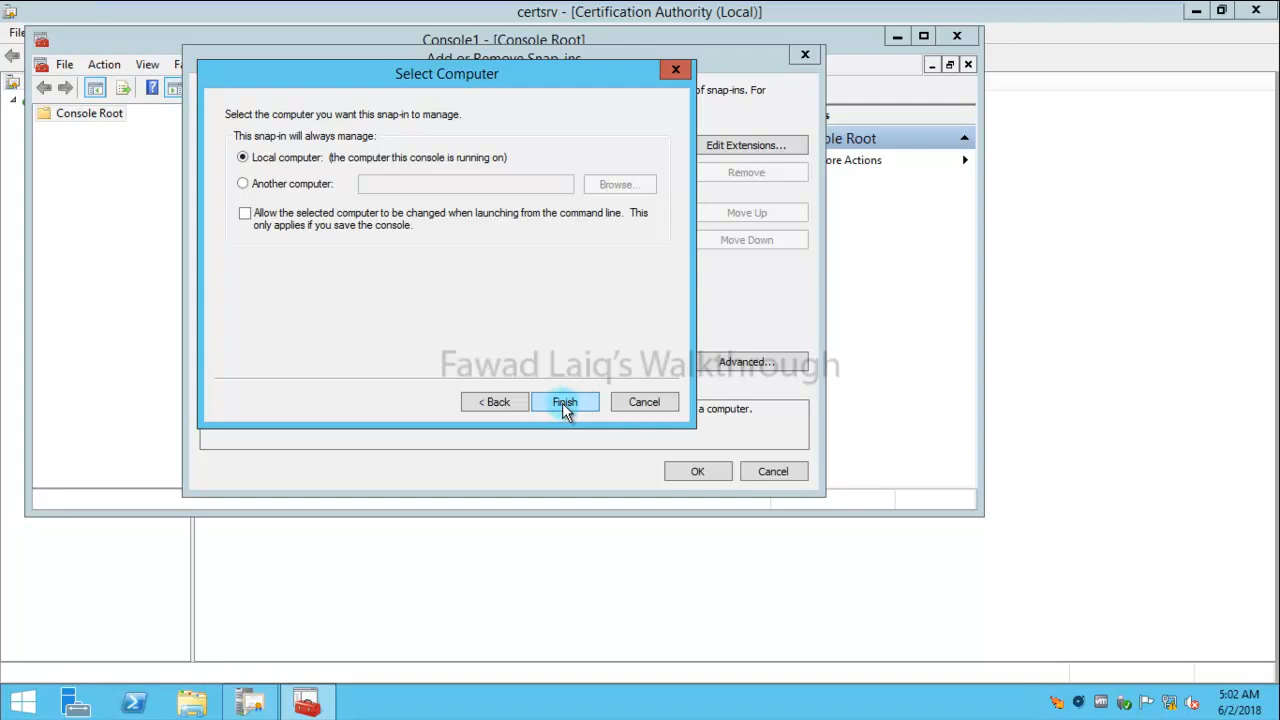 certsrv - [Certification Authority (Local)]
File
Console1 - [Console Root]
File Action View
Add or Remove Snap-ins
Select Computer
of snap-ins. For
Console Root
Select the computer you want this snap-in to manage.
This snap-in will always manage:
Local computer: (the computer this console is running on)
Another computer:
Browse...
Allow the selected computer to be changed when launching from the command line. This
only applies if you save the console.
Edit Extensions...
Remove
Move Up
Move Down
ole Root
ore Actions
Fawad Laiq's Walkthrough
Advanced...
< Back
Finish
Cancel
a computer.
OK
Cancel
5:02 AM
6/2/2018